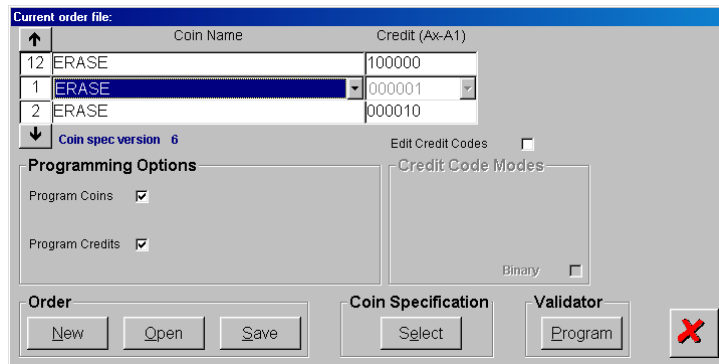 Current order file:
Coin Name Credit (Ax-A1)
12 ERASE 100000
1 ERASE 000001
2 ERASE 000010
Coin spec version 6
Edit Credit Codes
Programming Options
Credit Code Modes
Program Coins
Program Credits
Binary
Order
Coin Specification
Validator
New Open Save Select Program